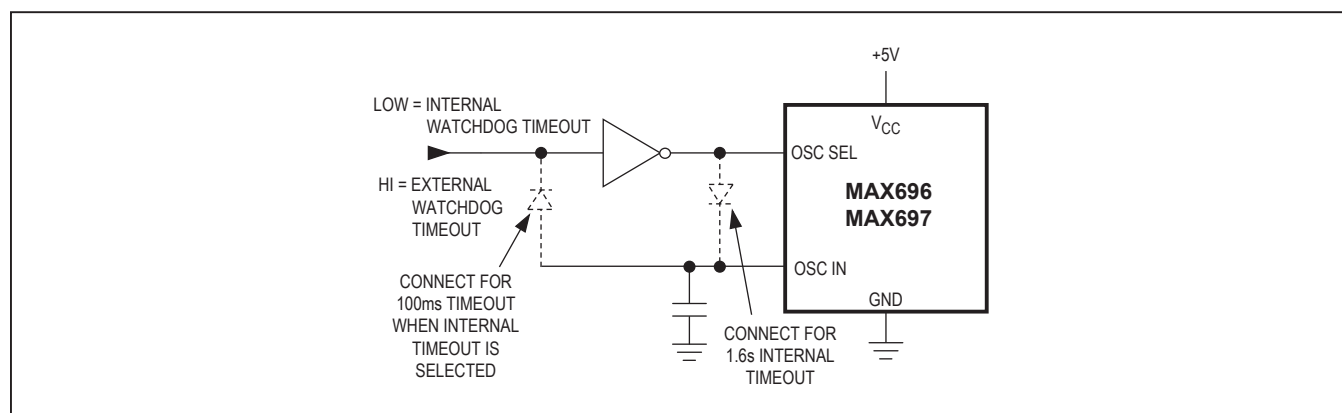 +5V
LOW = INTERNAL
WATCHDOG TIMEOUT
VCC
OSC SEL
HI = EXTERNAL
WATCHDOG
TIMEOUT
MAX696
MAX697
OSC IN
CONNECT FOR
100ms TIMEOUT
WHEN INTERNAL
TIMEOUT IS
SELECTED
GND
CONNECT FOR
1.6s INTERNAL
TIMEOUT